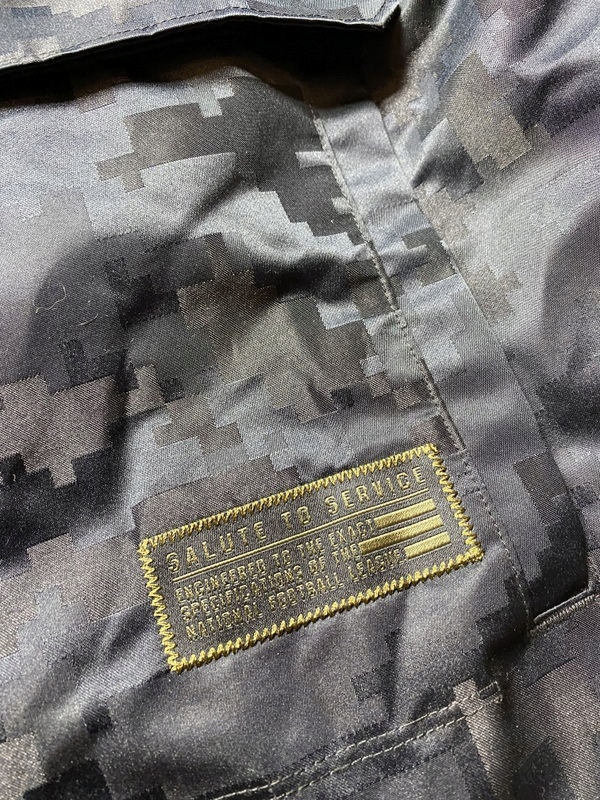 SALUTE TO SERVICE
ENGINEERED TO THE EXACT
SPECIFICATIONS OF THE
NATIONAL FOOTBALL LEAGUE